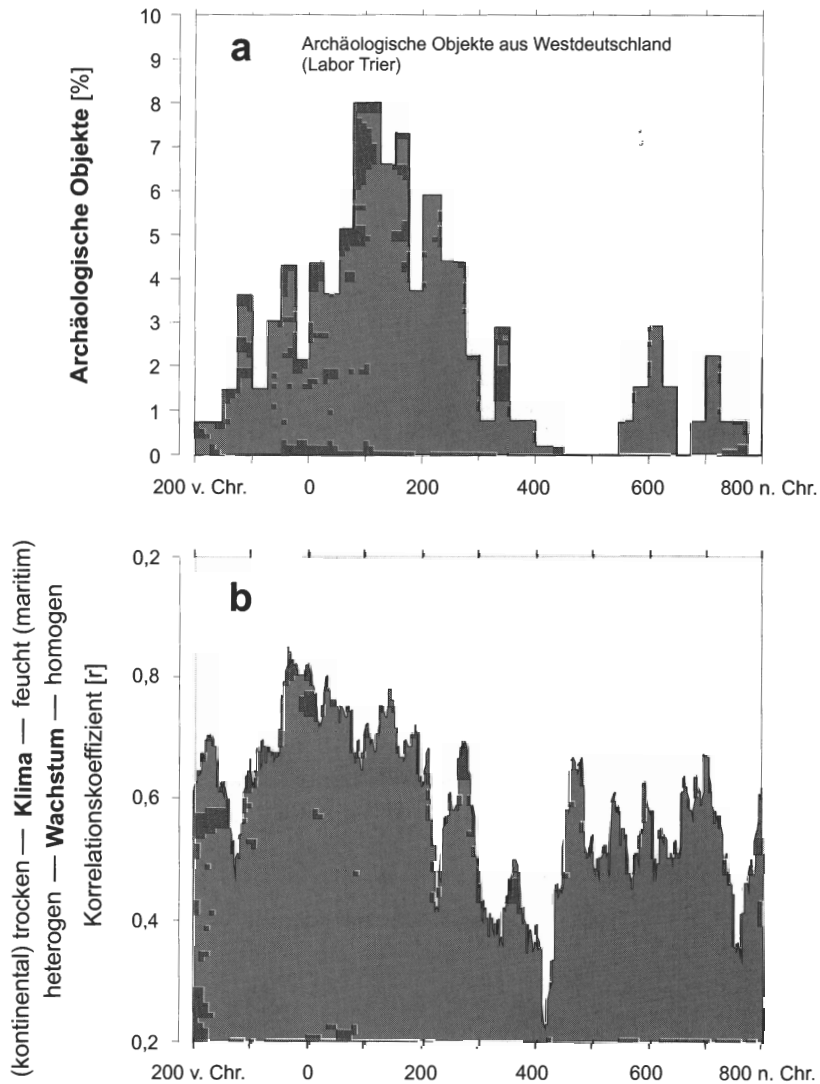 10
9
8
7
6
5
4
3
2
1
0
Archäologische Objekte [%]
a
Archäologische Objekte aus Westdeutschland
(Labor Trier)
200 v. Chr.
0
200
400
600
800 n. Chr.
(kontinental) trocken — Klima — feucht (maritim)
heterogen — Wachstum — homogen
Korrelationskoeffizient [r]
0,2
0,8
0,6
0,4
0,2
b
200 v. Chr.
0
200
400
600
800 n. Chr.